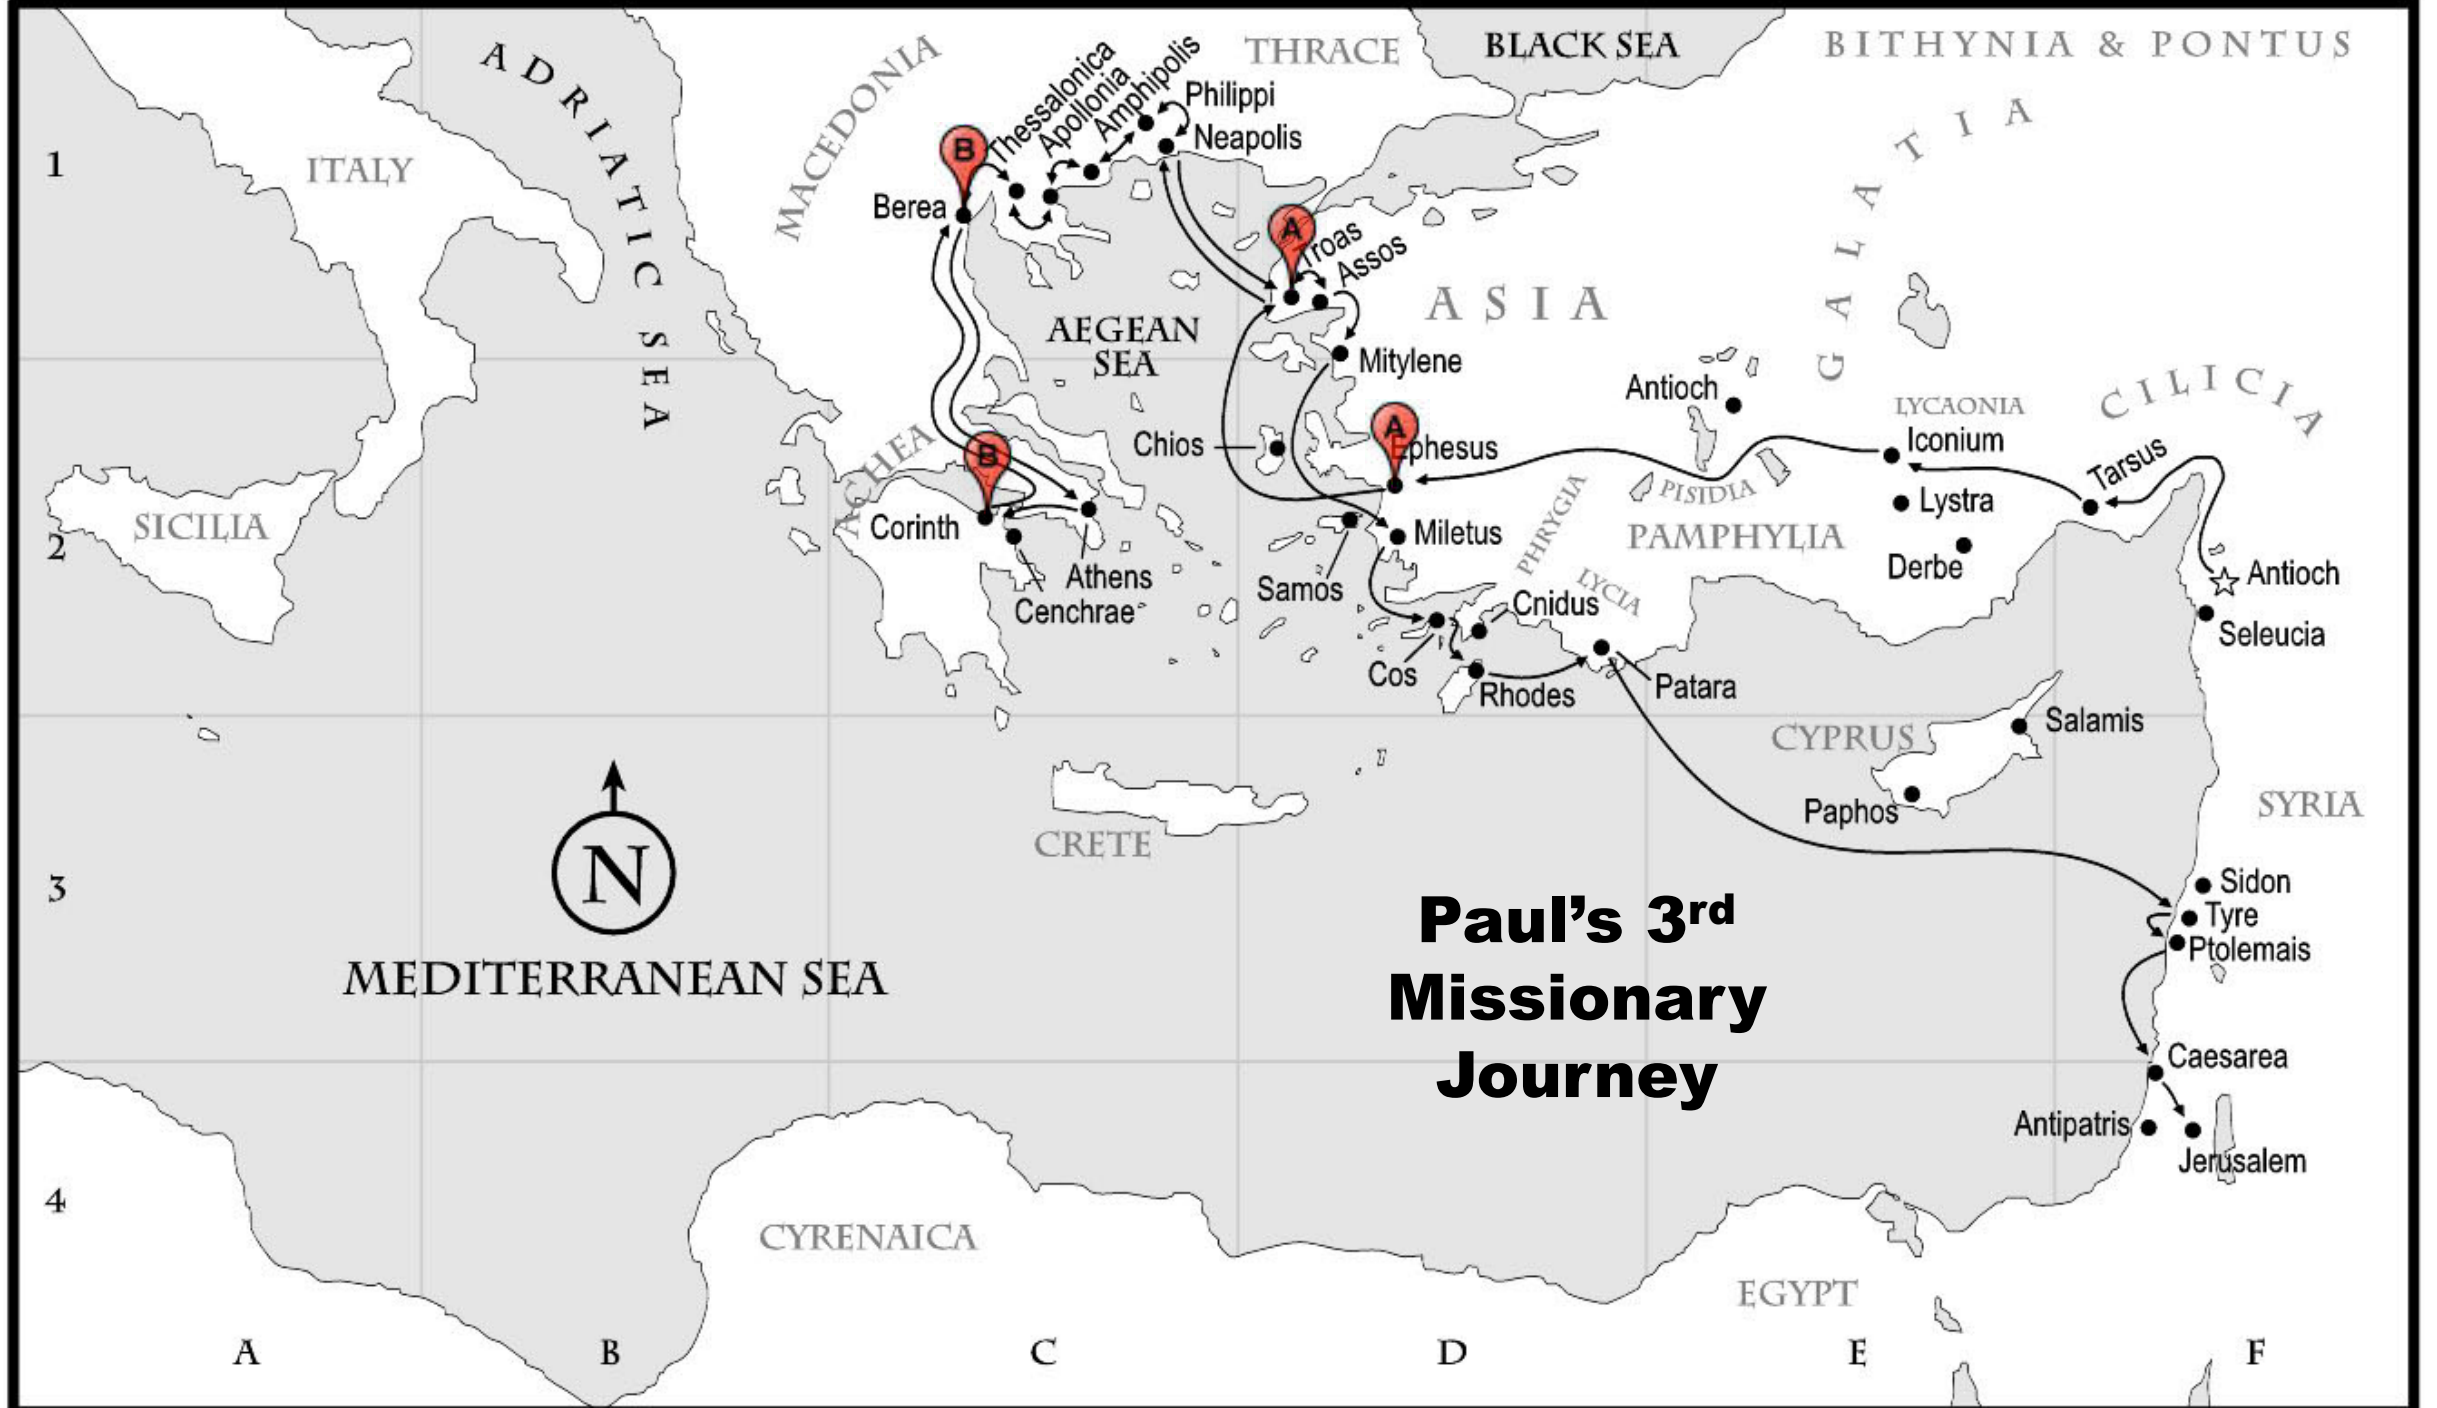 ADRIATIC SEA
MACEDONIA
THRACE
BLACK SEA
BITHYNIA & PONTUS
GALATIA
Thessalonica
Apollonia
Amphipolis
Philippi
Neapolis
1
ITALY
B
Berea
A
Troas
Assos
ASIA
AEGEAN
SEA
Mitylene
Antioch
LYCAONIA
Iconium
CILICIA
Tarsus
ACHEA
B
Chios
A
Ephesus
PHRYGIA
PISIDIA
Lystra
SICILIA
2
Corinth
Miletus
PAMPHYLIA
Derbe
Athens
Cenchrae
Samos
LYCIA
Cnidus
Antioch
Seleucia
Cos
Rhodes
Patara
CYPRUS
Salamis
Paphos
SYRIA
N
CRETE
3
MEDITERRANEAN SEA
Paul’s 3rd
Missionary
Journey
Sidon
Tyre
Ptolemais
Caesarea
Antipatris
Jerusalem
4
CYRENAICA
EGYPT
A
B
C
D
E
F